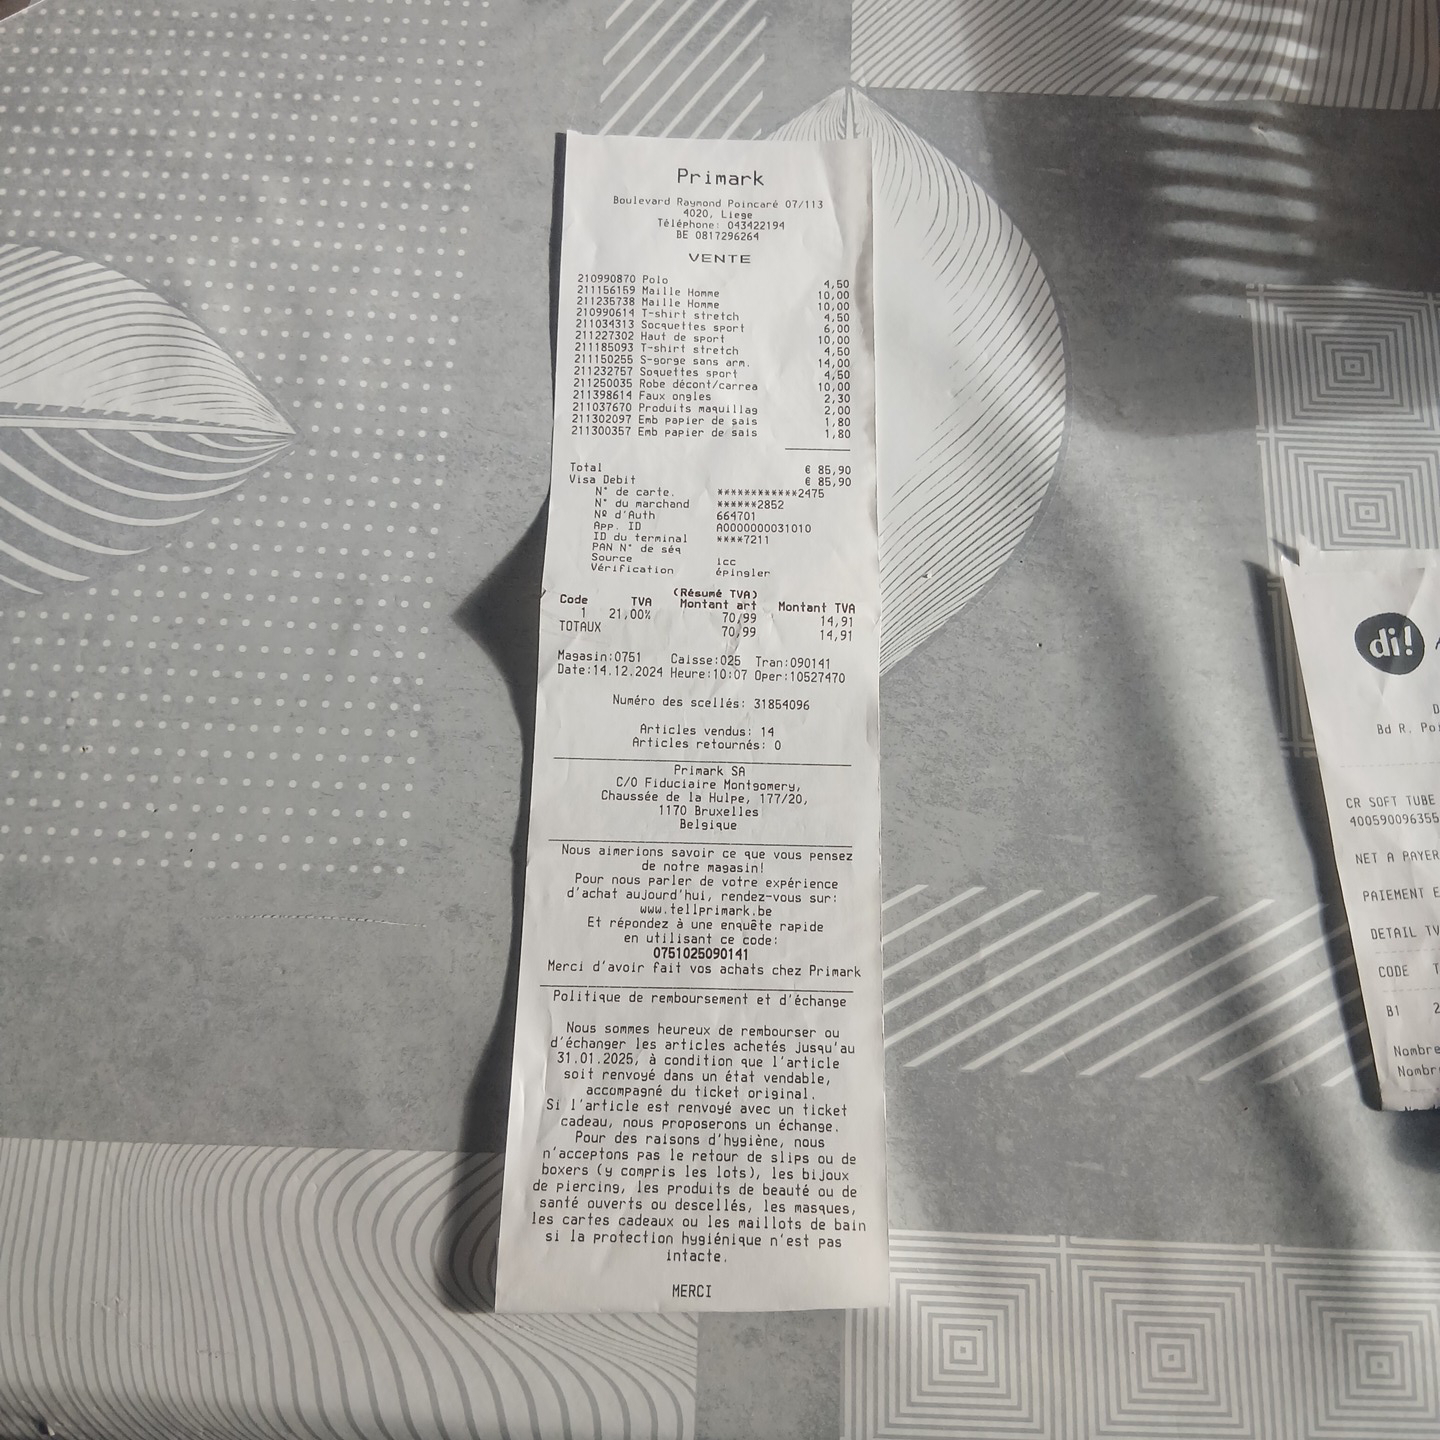 Primark
Boulevard Raymond Poincaré 07/113
4020, Liege
Téléphone: 043422194
BE 0817296264
VENTE
210990870 Polo 4,50
211156159 Maille Homme 10,00
211235738 Maille Homme 10,00
210990614 T-shirt stretch 4,50
211034313 Socquettes sport 6,00
211227302 Haut de sport 10,00
211185093 T-shirt stretch 4,50
211150255 S-gorge sans arm. 14,00
211232757 Soquettes sport 4,50
211250035 Robe décont/carrea 10,00
211398614 Faux ongles 2,30
211037670 Produits maquillag 2,00
211302097 Emb papier de sais 1,80
211300357 Emb papier de sais 1,80
Total € 85,90
Visa Debit € 85,90
N° de carte. ************2475
N° du marchand ******2852
Nº d'Auth 664701
App. ID A0000000031010
ID du terminal ****7211
PAN N° de séq
Source icc
Vérification épingler
(Résumé TVA)
Code TVA Montant art Montant TVA
1 21,00% 70,99 14,91
TOTAUX 70,99 14,91
Magasin:0751 Caisse:025 Tran:090141
Date:14.12.2024 Heure:10:07 Oper:10527470
Numéro des scellés: 31854096
Articles vendus: 14
Articles retournés: 0
Primark SA
C/O Fiduciaire Montgomery,
Chaussée de la Hulpe, 177/20,
1170 Bruxelles
Belgique
Nous aimerions savoir ce que vous pensez
de notre magasin!
Pour nous parler de votre expérience
d'achat aujourd'hui, rendez-vous sur:
www.tellprimark.be
Et répondez à une enquête rapide
en utilisant ce code:
0751025090141
Merci d'avoir fait vos achats chez Primark
Politique de remboursement et d'échange
Nous sommes heureux de rembourser ou
d'échanger les articles achetés jusqu'au
31.01.2025, à condition que l'article
soit renvoyé dans un état vendable,
accompagné du ticket original.
Si l'article est renvoyé avec un ticket
cadeau, nous proposerons un échange.
Pour des raisons d'hygiène, nous
n'acceptons pas le retour de slips ou de
boxers (y compris les lots), les bijoux
de piercing, les produits de beauté ou de
santé ouverts ou descellés, les masques,
les cartes cadeaux ou les maillots de bain
si la protection hygiénique n'est pas
intacte.
MERCI
di!
D
Bd R. Poi
CR SOFT TUBE
400590096355
NET A PAYER
PAIEMENT E
DETAIL TV
CODE T
B1 2
Nombre
Nombr